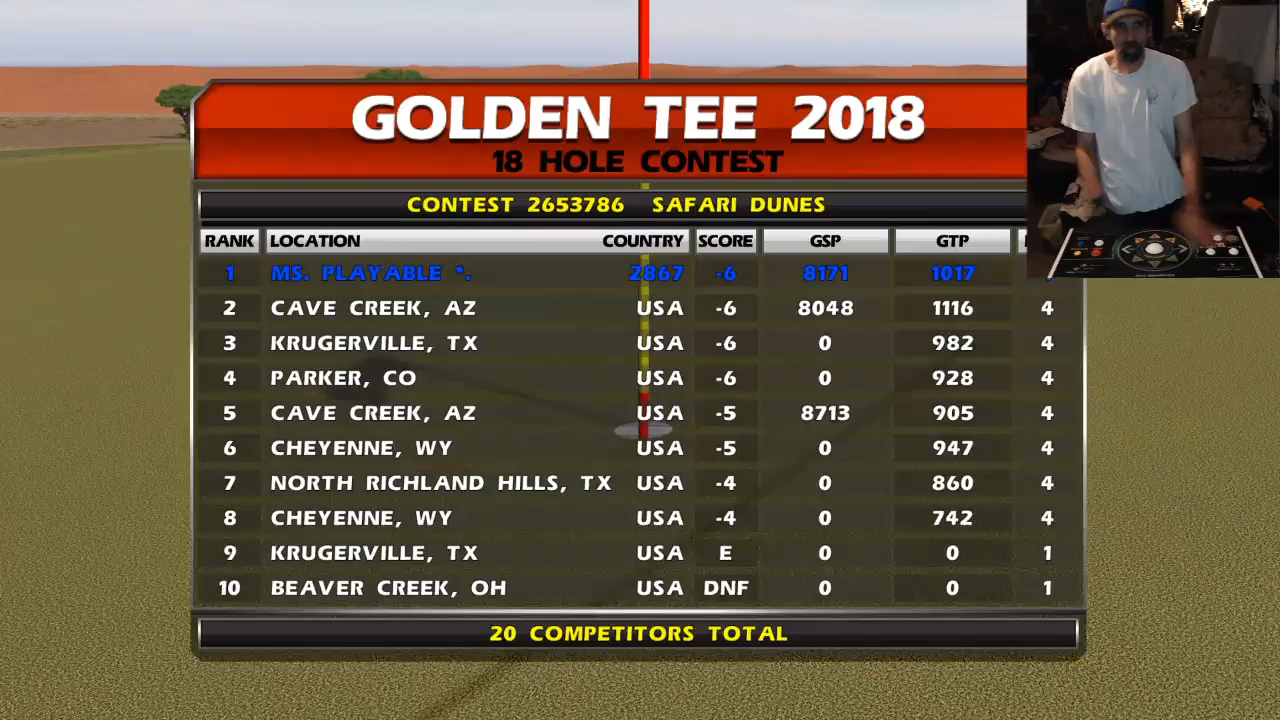 GOLDEN TEE 2018
18 HOLE CONTEST
CONTEST 2653786 SAFARI DUNES
RANK LOCATION COUNTRY SCORE GSP GTP
1 MS. PLAYABLE *. 2867 -6 8171 1017
2 CAVE CREEK, AZ USA -6 8048 1116 4
3 KRUGERVILLE, TX USA -6 0 982 4
4 PARKER, CO USA -6 0 928 4
5 CAVE CREEK, AZ USA -5 8713 905 4
6 CHEYENNE, WY USA -5 0 947 4
7 NORTH RICHLAND HILLS, TX USA -4 0 860 4
8 CHEYENNE, WY USA -4 0 742 4
9 KRUGERVILLE, TX USA E 0 0 1
10 BEAVER CREEK, OH USA DNF 0 0 1
20 COMPETITORS TOTAL